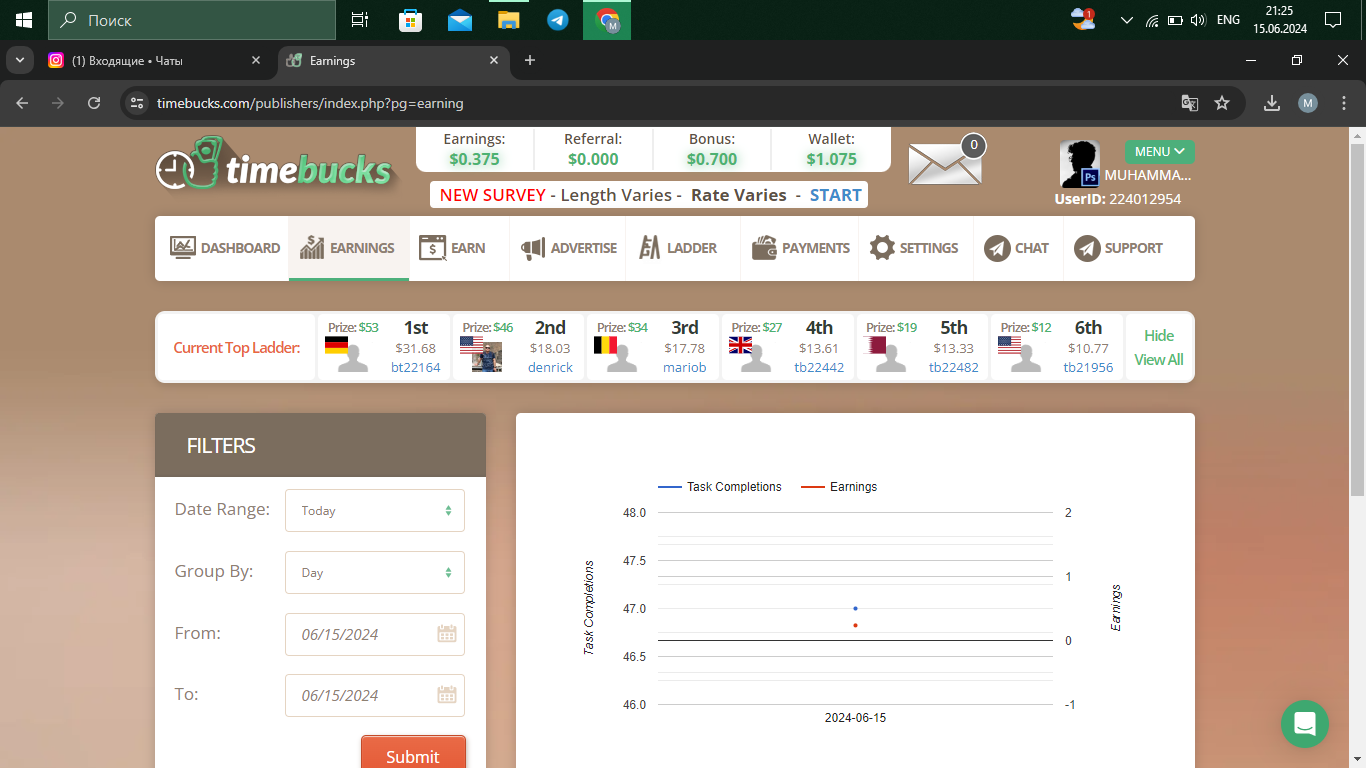 Поиск
1
ENG
21:25
15.06.2024
(1) Входящие • Чаты
Earnings
timebucks.com/publishers/index.php?pg=earning
M
timebucks
Earnings:
$0.375
Referral:
$0.000
Bonus:
$0.700
Wallet:
$1.075
0
Ps
MENU
MUHAMMA...
UserID: 224012954
NEW SURVEY - Length Varies - Rate Varies - START
DASHBOARD
EARNINGS
EARN
ADVERTISE
LADDER
PAYMENTS
SETTINGS
CHAT
SUPPORT
Current Top Ladder:
Prize: $53
1st
$31.68
bt22164
Prize: $46
2nd
$18.03
denrick
Prize: $34
3rd
$17.78
mariob
Prize: $27
4th
$13.61
tb22442
Prize: $19
5th
$13.33
tb22482
Prize: $12
6th
$10.77
tb21956
Hide
View All
FILTERS
Date Range:
Today
Group By:
Day
From:
06/15/2024
To:
06/15/2024
Submit
Task Completions
Earnings
48.0
47.5
47.0
46.5
46.0
Task Completions
2
1
0
-1
Earnings
2024-06-15